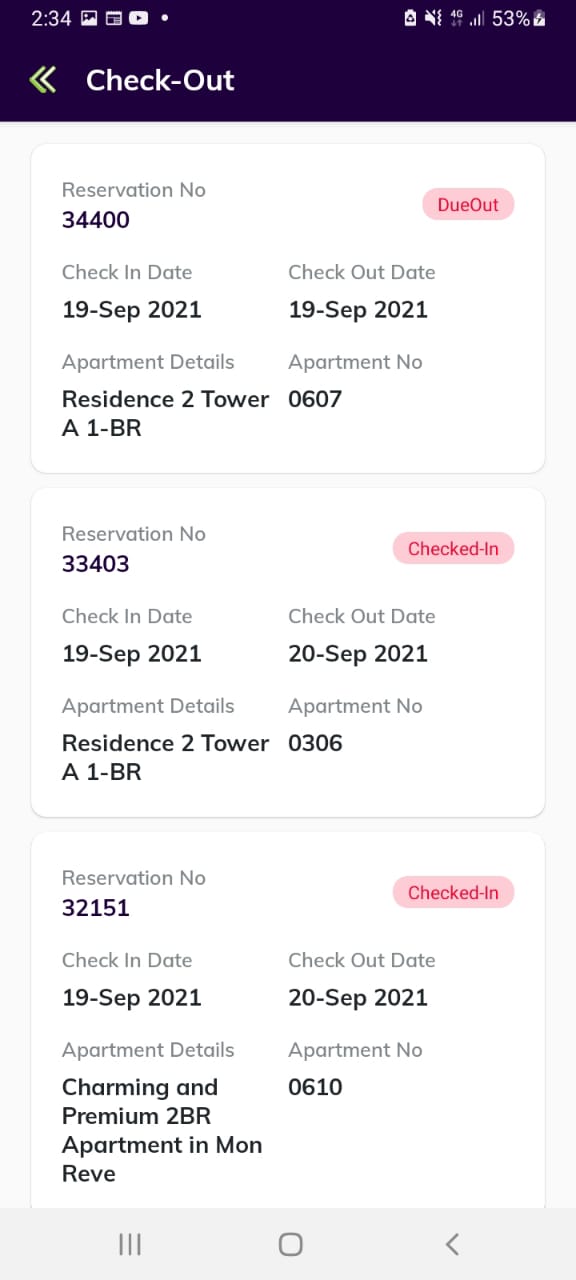 2:34 4G 53%
Check-Out
Reservation No
34400
DueOut
Check In Date Check Out Date
19-Sep 2021 19-Sep 2021
Apartment Details Apartment No
Residence 2 Tower 0607
A 1-BR
Reservation No
33403
Checked-In
Check In Date Check Out Date
19-Sep 2021 20-Sep 2021
Apartment Details Apartment No
Residence 2 Tower 0306
A 1-BR
Reservation No
32151
Checked-In
Check In Date Check Out Date
19-Sep 2021 20-Sep 2021
Apartment Details Apartment No
Charming and 0610
Premium 2BR
Apartment in Mon
Reve